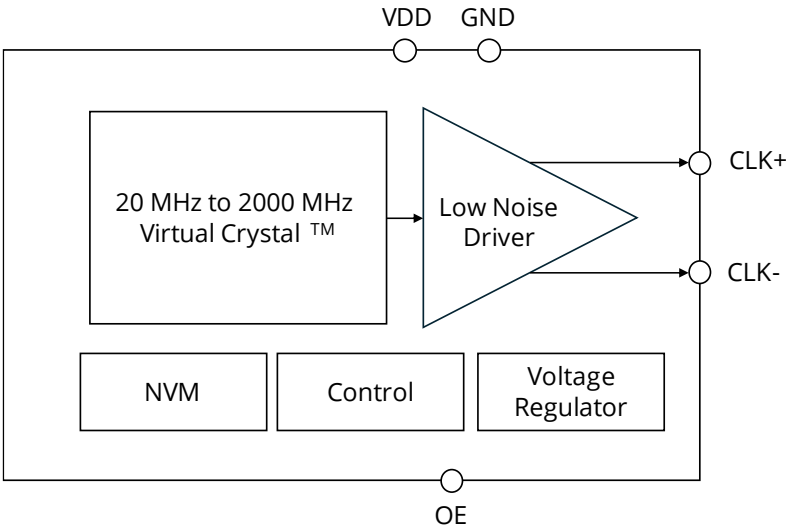 VDD GND
20 MHz to 2000 MHz
Virtual Crystal ™
Low Noise
Driver
CLK+
CLK-
NVM
Control
Voltage
Regulator
OE